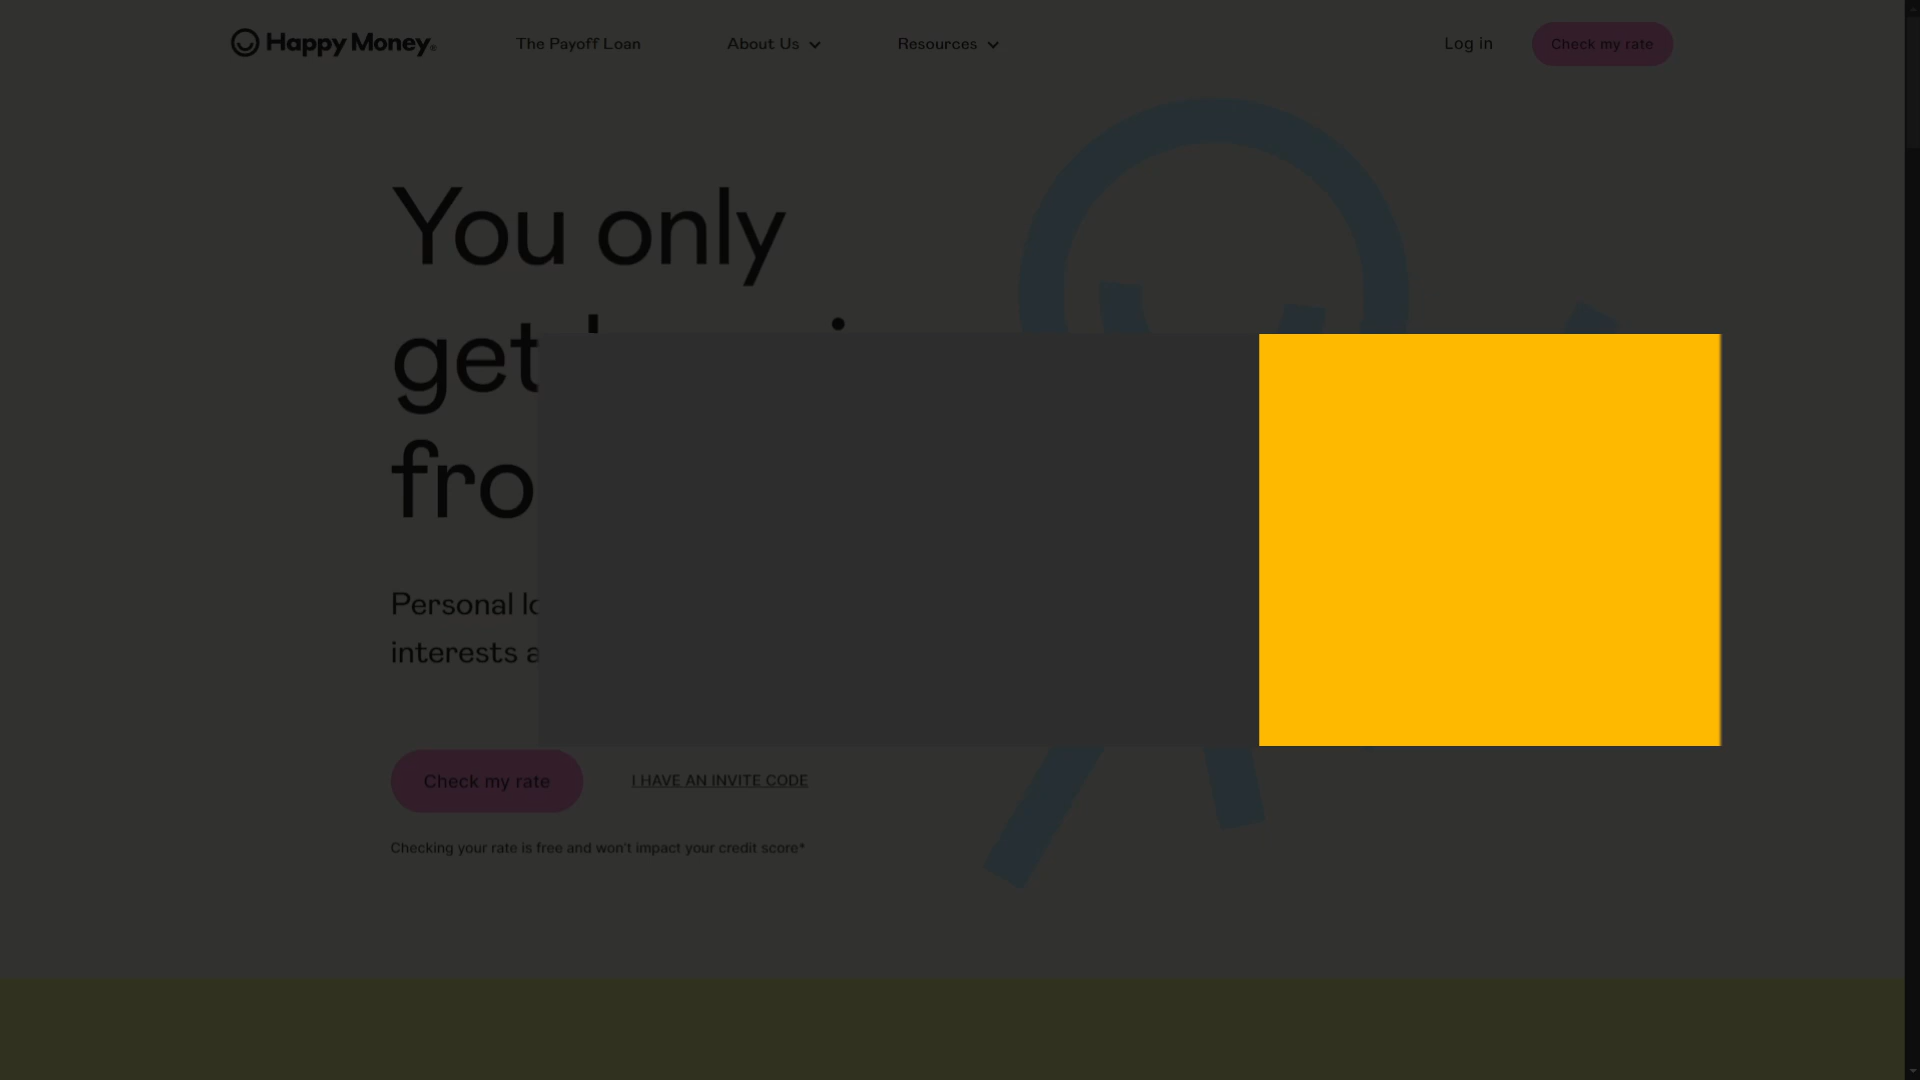 Happy Money
The Payoff Loan
About Us
Resources
Log in
Check my rate
You only
get
Personal
interests
Check my rate
I HAVE AN INVITE CODE
Checking your rate is free and won't impact your credit score*